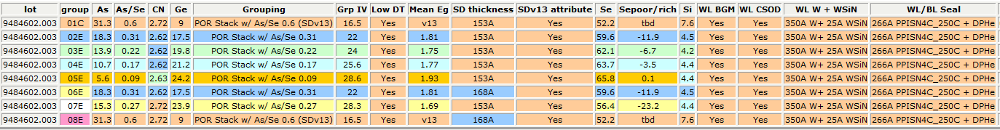 lot group As As/Se CN Ge Grouping Grp IV Low DT Mean Eg SD thickness SDv13 attribute Se Sepoor/rich Si WL BGM WL CSOD WL W + WSiN WL/BL Seal
9484602.003 01C 31.3 0.6 2.72 9 POR Stack w/ As/Se 0.6 (SDv13) 16.5 Yes v13 153A Yes 52.2 tbd 7.6 Yes Yes 350A W+ 25A WSiN 266A PPISN4C_250C + DPHe
9484602.003 02E 18.3 0.31 2.62 17.5 POR Stack w/ As/Se 0.31 22 Yes 1.81 153A Yes 59.6 -11.9 4.5 Yes Yes 350A W+ 25A WSiN 266A PPISN4C_250C + DPHe
9484602.003 03E 13.9 0.22 2.62 19.8 POR Stack w/ As/Se 0.22 24 Yes 1.75 153A Yes 62.1 -6.7 4.2 Yes Yes 350A W+ 25A WSiN 266A PPISN4C_250C + DPHe
9484602.003 04E 10.7 0.17 2.62 21.2 POR Stack w/ As/Se 0.17 25.6 Yes 1.77 153A Yes 63.7 -3.5 4.4 Yes Yes 350A W+ 25A WSiN 266A PPISN4C_250C + DPHe
9484602.003 05E 5.6 0.09 2.63 24.2 POR Stack w/ As/Se 0.09 28.6 Yes 1.93 153A Yes 65.8 0.1 4.4 Yes Yes 350A W+ 25A WSiN 266A PPISN4C_250C + DPHe
9484602.003 06E 18.3 0.31 2.62 17.5 POR Stack w/ As/Se 0.31 22 Yes 1.81 168A Yes 59.6 -11.9 4.5 Yes Yes 350A W+ 25A WSiN 266A PPISN4C_250C + DPHe
9484602.003 07E 15.3 0.27 2.72 23.9 POR Stack w/ As/Se 0.27 28.3 Yes 1.69 153A Yes 56.4 -23.2 4.4 Yes Yes 350A W+ 25A WSiN 266A PPISN4C_250C + DPHe
9484602.003 08E 31.3 0.6 2.72 9 POR Stack w/ As/Se 0.6 (SDv13) 16.5 Yes v13 168A Yes 52.2 tbd 7.6 Yes Yes 350A W+ 25A WSiN 266A PPISN4C_250C + DPHe